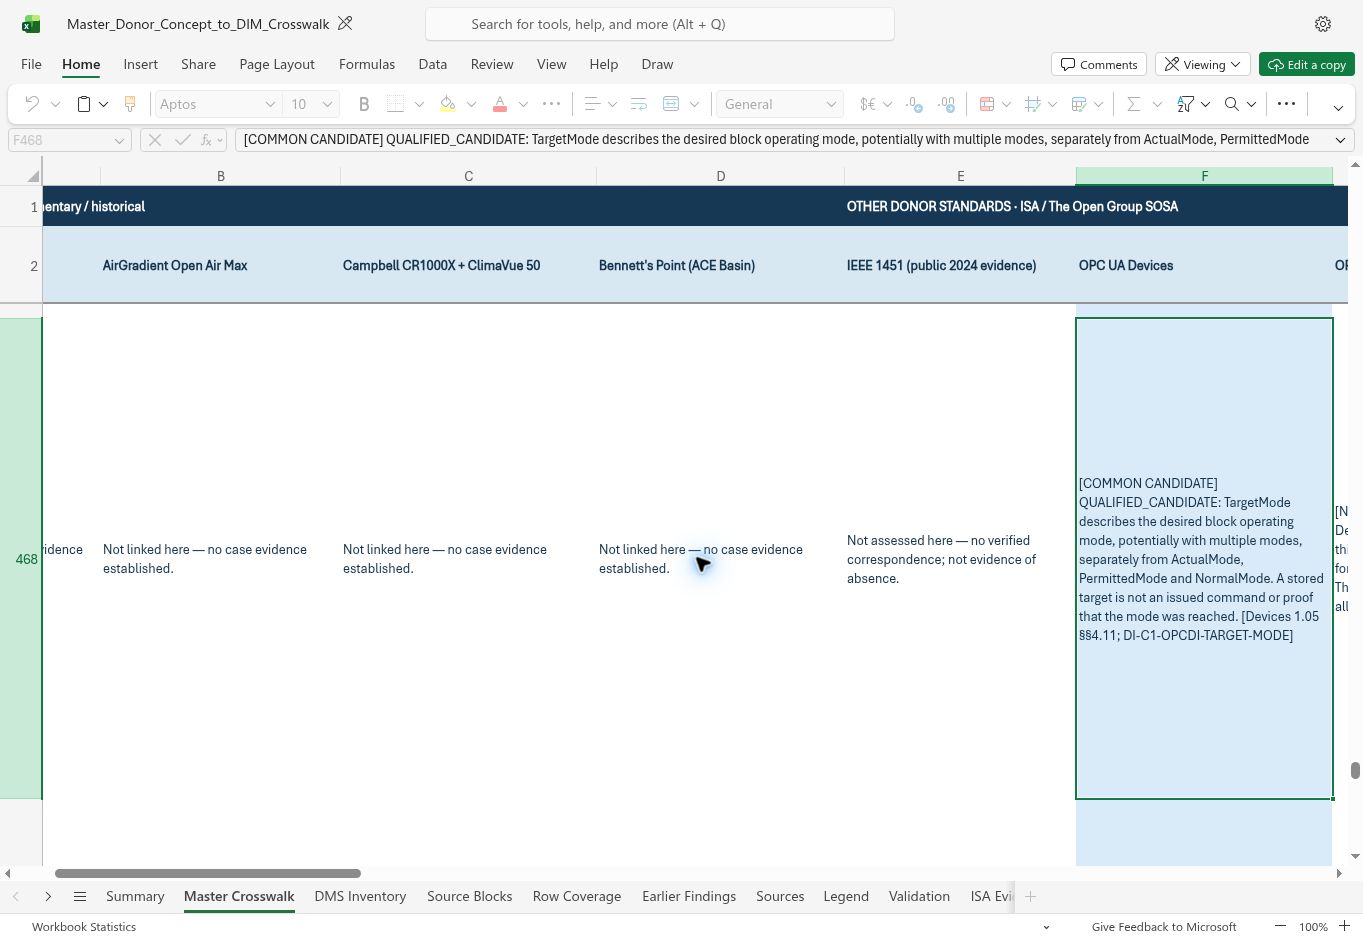 Master_Donor_Concept_to_DIM_Crosswalk
Search for tools, help, and more (Alt + Q)
File Home Insert Share Page Layout Formulas Data Review View Help Draw
Comments Viewing Edit a copy
Aptos 10 B A General $€ .0 .00
F468 fx [COMMON CANDIDATE] QUALIFIED_CANDIDATE: TargetMode describes the desired block operating mode, potentially with multiple modes, separately from ActualMode, PermittedMode
B C D E F
1 entary / historical OTHER DONOR STANDARDS · ISA / The Open Group SOSA
2 AirGradient Open Air Max Campbell CR1000X + ClimaVue 50 Bennett's Point (ACE Basin) IEEE 1451 (public 2024 evidence) OPC UA Devices
468
Not linked here — no case evidence
established.
Not linked here — no case evidence
established.
Not linked here — no case evidence
established.
Not assessed here — no verified
correspondence; not evidence of
absence.
[COMMON CANDIDATE]
QUALIFIED_CANDIDATE: TargetMode
describes the desired block operating
mode, potentially with multiple modes,
separately from ActualMode,
PermittedMode and NormalMode. A stored
target is not an issued command or proof
that the mode was reached. [Devices 1.05
§§4.11; DI-C1-OPCDI-TARGET-MODE]
Summary Master Crosswalk DMS Inventory Source Blocks Row Coverage Earlier Findings Sources Legend Validation ISA Evi
Workbook Statistics Give Feedback to Microsoft 100%